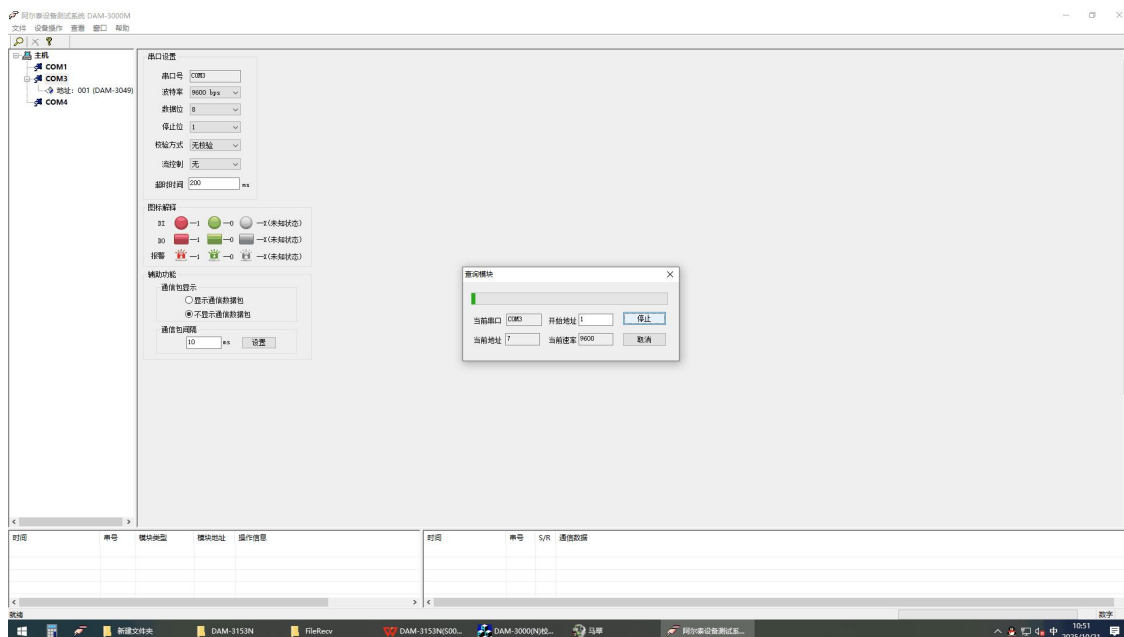 阿尔泰设备测试系统 DAM-3000M
文件 设备操作 查看 窗口 帮助
主机
COM1
COM3
地址: 001 (DAM-3049)
COM4
串口设置
串口号 COM3
波特率 9600 bps
数据位 8
停止位 1
校验方式 无校验
流控制 无
超时时间 200 ms
图标解释
DI —1 —0 —X(未知状态)
DO —1 —0 —X(未知状态)
报警 —1 —0 —X(未知状态)
辅助功能
通信包显示
显示通信数据包
不显示通信数据包
通信包间隔
10 ms 设置
查询模块
当前串口 COM3 开始地址 1 停止
当前地址 7 当前速率 9600 取消
时间 串号 模块类型 模块地址 操作信息
时间 串号 S/R 通信数据
就绪 数字
新建文件夹 DAM-3153N FileRecv DAM-3153N(S00... DAM-3000(N)校... 马苹 阿尔泰设备测试系... 中 10:51
2025/10/21